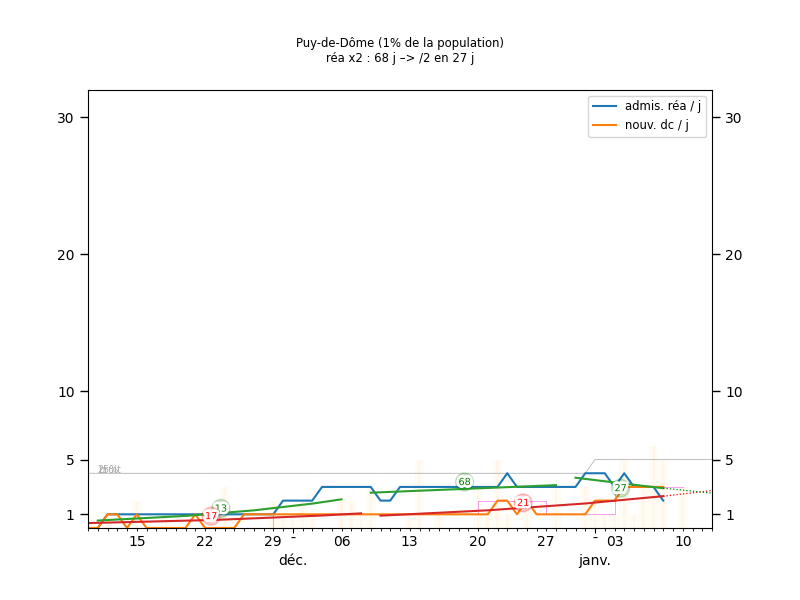 Puy-de-Dôme (1% de la population)
réa x2 : 68 j –> /2 en 27 j
admis. réa / j
nouv. dc / j
30 30
20 20
10 10
5 5
1 1
68
27
21
13
17
15 22 29 - 06 13 20 27 - 03 10
déc. janv.